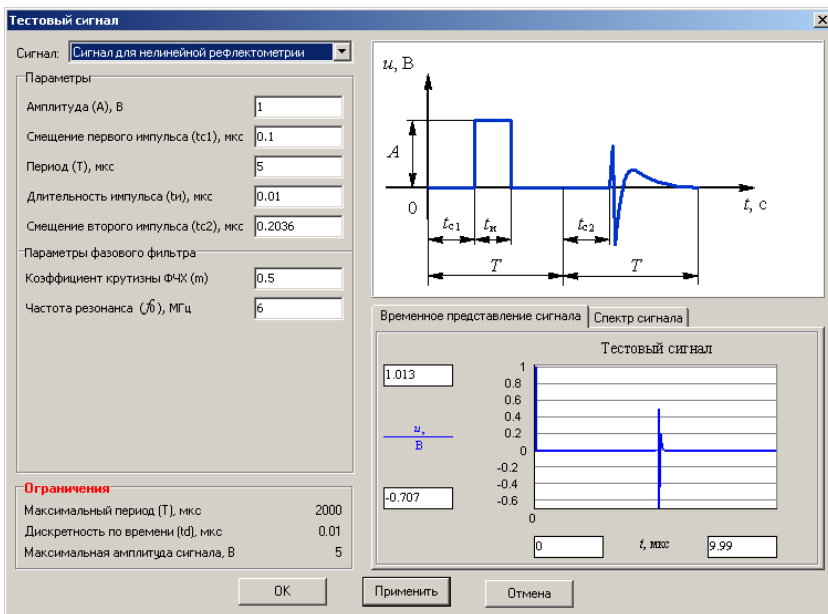 Тестовый сигнал
Сигнал: Сигнал для нелинейной рефлектометрии
Параметры
Амплитуда (А), В 1
Смещение первого импульса (tc1), мкс 0.1
Период (Т), мкс 5
Длительность импульса (tи), мкс 0.01
Смещение второго импульса (tc2), мкс 0.2036
Параметры фазового фильтра
Коэффициент крутизны ФЧХ (m) 0.5
Частота резонанса (f0), МГц 6
Ограничения
Максимальный период (Т), мкс 2000
Дискретность по времени (td), мкс 0.01
Максимальная амплитуда сигнала, В 5
u, В
A
0
t, с
tс1 tи tс2
T T
Временное представление сигнала Спектр сигнала
Тестовый сигнал
1.013
u,
В
-0.707
1
0.8
0.6
0.4
0.2
0
-0.2
-0.4
-0.6
0
0 t, мкс 9.99
OK Применить Отмена